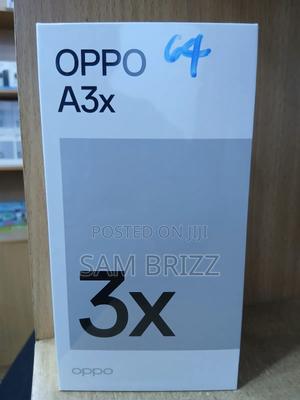 OPPO 64
A3x
POSTED ON JIJI
SAM BRIZZ
3x
oppo